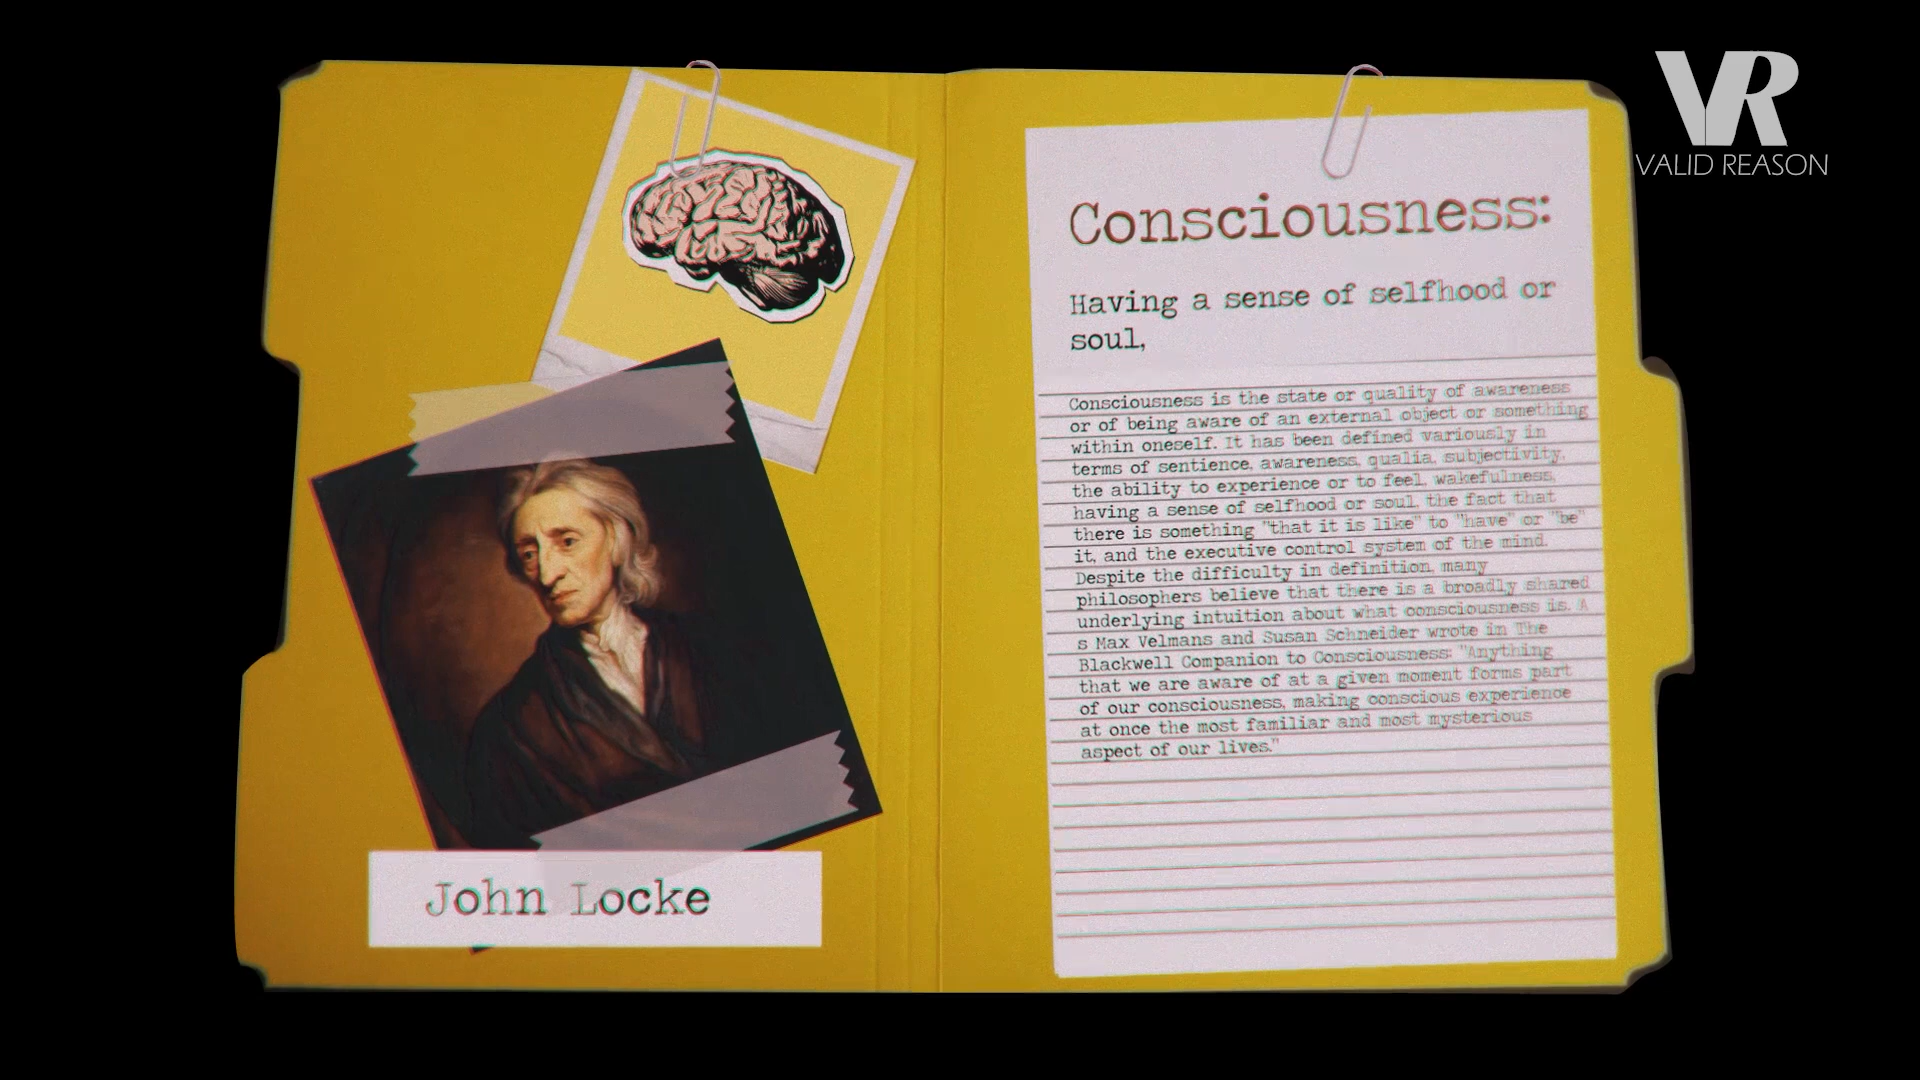 VR
VALID REASON
Consciousness:
Having a sense of selfhood or
soul,
Consciousness is the state or quality of awareness
or of being aware of an external object or something
within oneself. It has been defined variously in
terms of sentience, awareness, qualia, subjectivity,
the ability to experience or to feel, wakefulness,
having a sense of selfhood or soul, the fact that
there is something "that it is like" to "have" or "be"
it, and the executive control system of the mind.
Despite the difficulty in definition, many
philosophers believe that there is a broadly shared
underlying intuition about what consciousness is. A
s Max Velmans and Susan Schneider wrote in The
Blackwell Companion to Consciousness: "Anything
that we are aware of at a given moment forms part
of our consciousness, making conscious experience
at once the most familiar and most mysterious
aspect of our lives."
John Locke